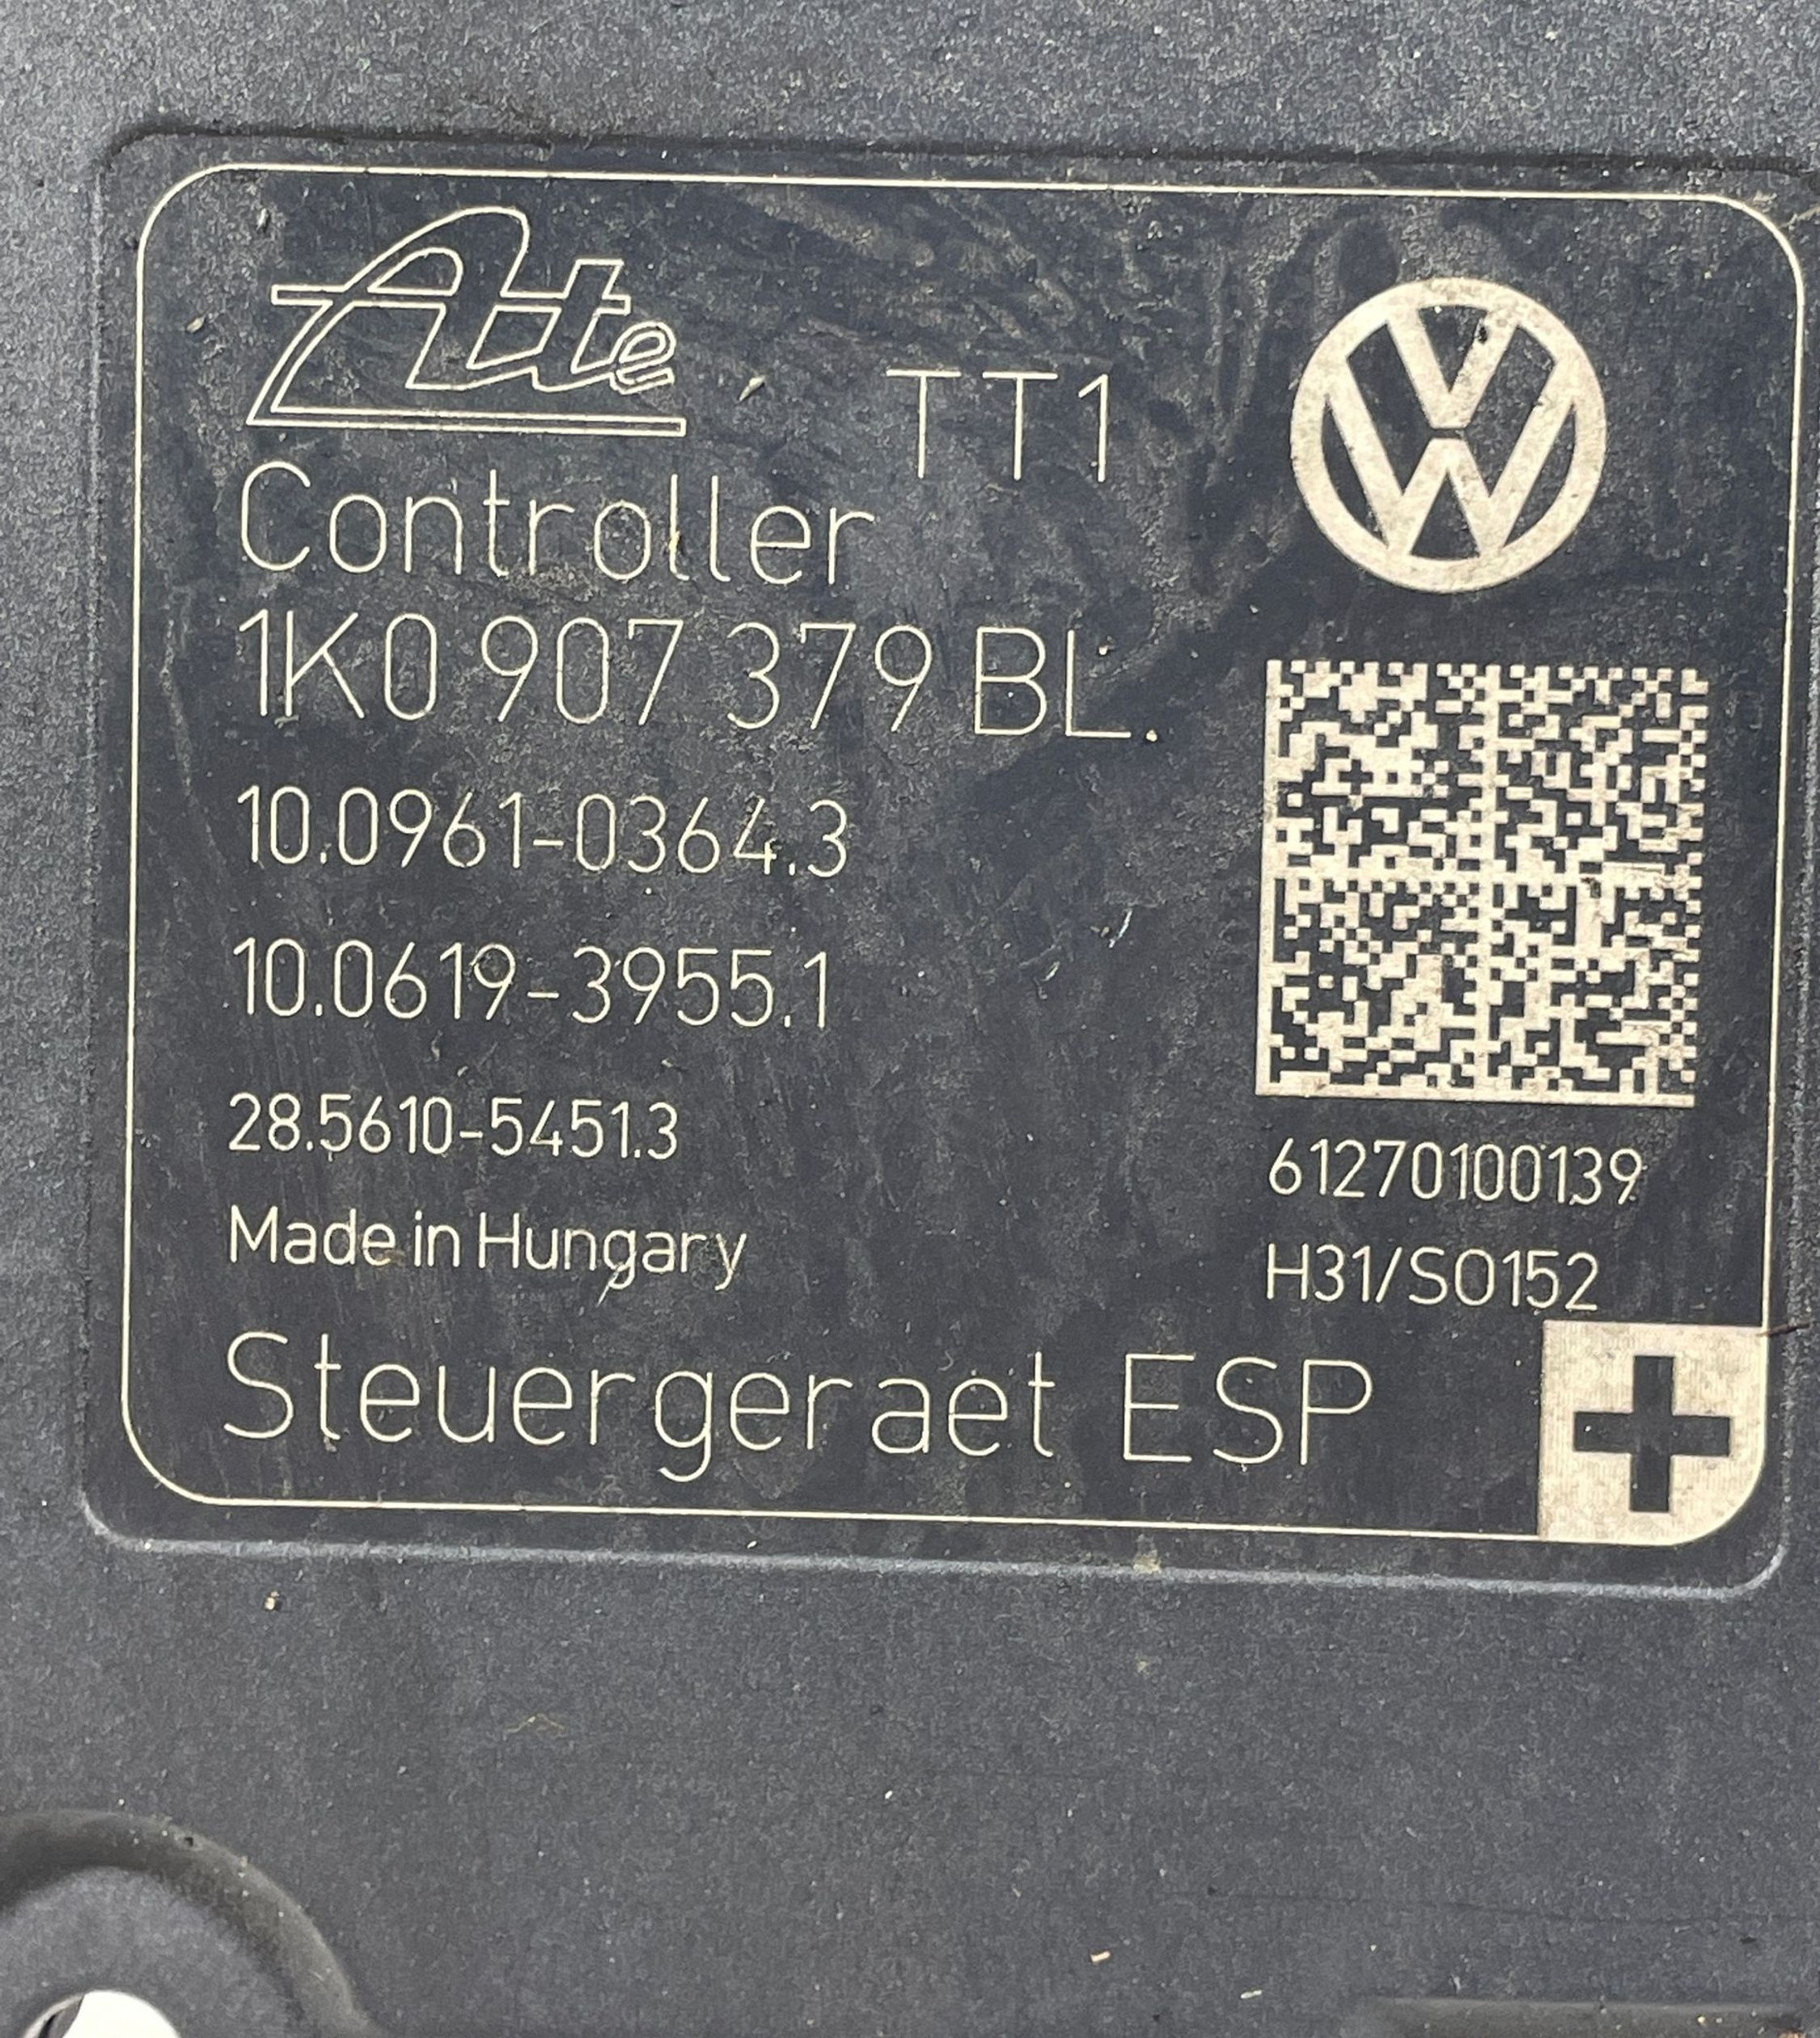 Ate
TT1
Controller
1K0 907 379 BL.
10.0961-0364.3
10.0619-3955.1
28.5610-5451.3
Made in Hungary
Steuergeraet ESP
61270100139
H31/SO152